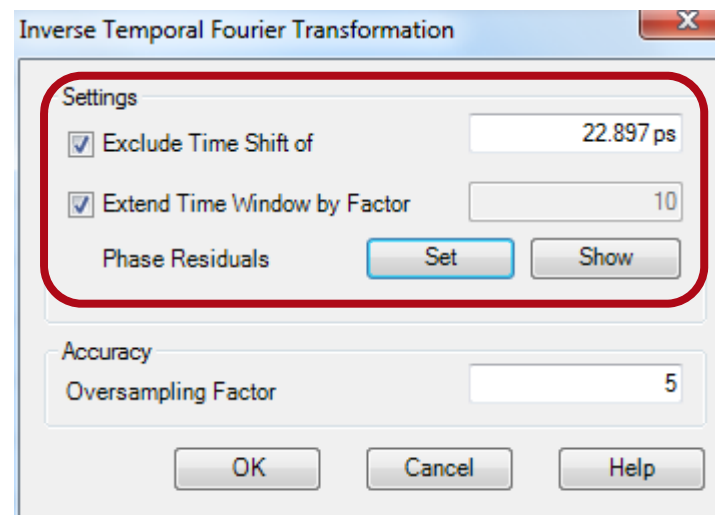 Inverse Temporal Fourier Transformation
Settings
Exclude Time Shift of 22.897 ps
Extend Time Window by Factor 10
Phase Residuals Set Show
Accuracy
Oversampling Factor 5
OK Cancel Help